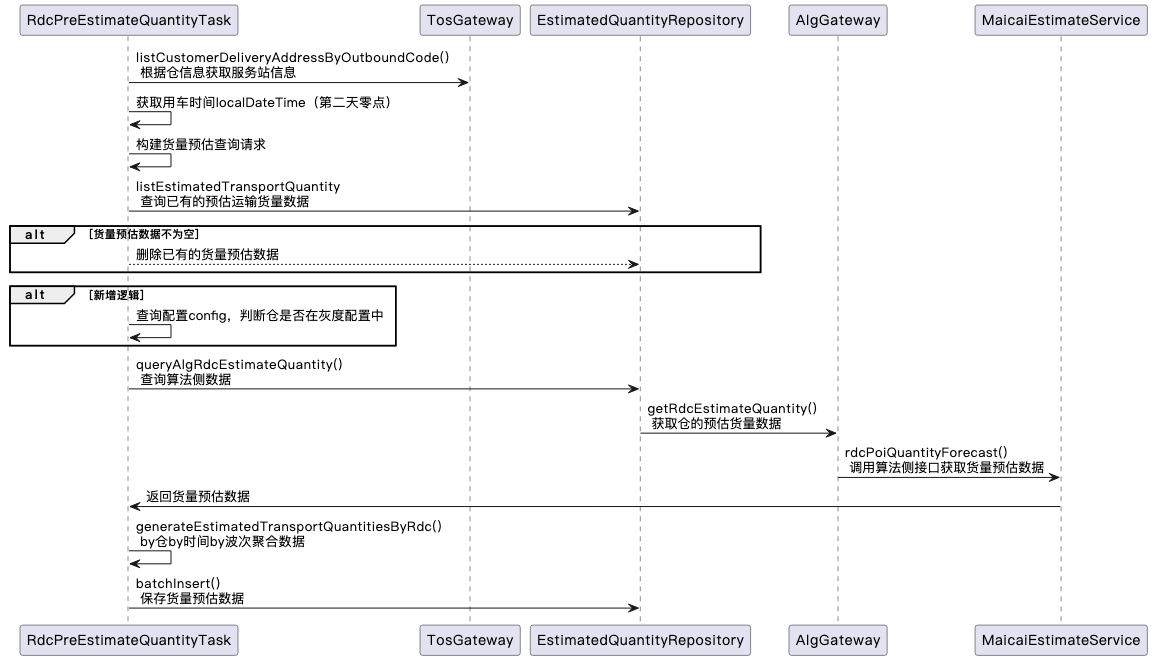 RdcPreEstimateQuantityTask TosGateway EstimatedQuantityRepository AlgGateway MaicaiEstimateService
listCustomerDeliveryAddressByOutboundCode()
根据仓信息获取服务站信息
获取用车时间localDateTime（第二天零点）
构建货量预估查询请求
listEstimatedTransportQuantity
查询已有的预估运输货量数据
alt [货量预估数据不为空]
删除已有的货量预估数据
alt [新增逻辑]
查询配置config，判断仓是否在灰度配置中
queryAlgRdcEstimateQuantity()
查询算法侧数据
getRdcEstimateQuantity()
获取仓的预估货量数据
rdcPoiQuantityForecast()
调用算法侧接口获取货量预估数据
返回货量预估数据
generateEstimatedTransportQuantitiesByRdc()
by仓by时间by波次聚合数据
batchInsert()
保存货量预估数据
RdcPreEstimateQuantityTask TosGateway EstimatedQuantityRepository AlgGateway MaicaiEstimateService